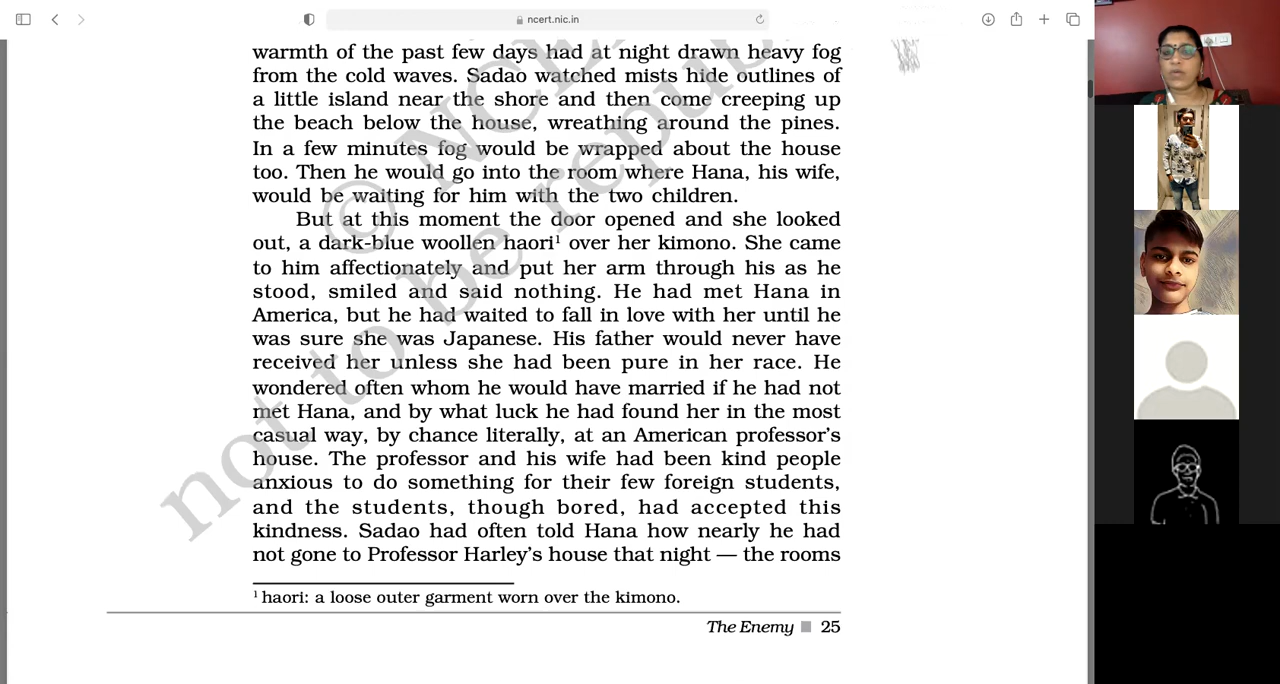 ncert.nic.in
warmth of the past few days had at night drawn heavy fog
from the cold waves. Sadao watched mists hide outlines of
a little island near the shore and then come creeping up
the beach below the house, wreathing around the pines.
In a few minutes fog would be wrapped about the house
too. Then he would go into the room where Hana, his wife,
would be waiting for him with the two children.
But at this moment the door opened and she looked
out, a dark-blue woollen haori¹ over her kimono. She came
to him affectionately and put her arm through his as he
stood, smiled and said nothing. He had met Hana in
America, but he had waited to fall in love with her until he
was sure she was Japanese. His father would never have
received her unless she had been pure in her race. He
wondered often whom he would have married if he had not
met Hana, and by what luck he had found her in the most
casual way, by chance literally, at an American professor's
house. The professor and his wife had been kind people
anxious to do something for their few foreign students,
and the students, though bored, had accepted this
kindness. Sadao had often told Hana how nearly he had
not gone to Professor Harley's house that night — the rooms
¹ haori: a loose outer garment worn over the kimono.
The Enemy ■ 25
© NCE
not to be repu